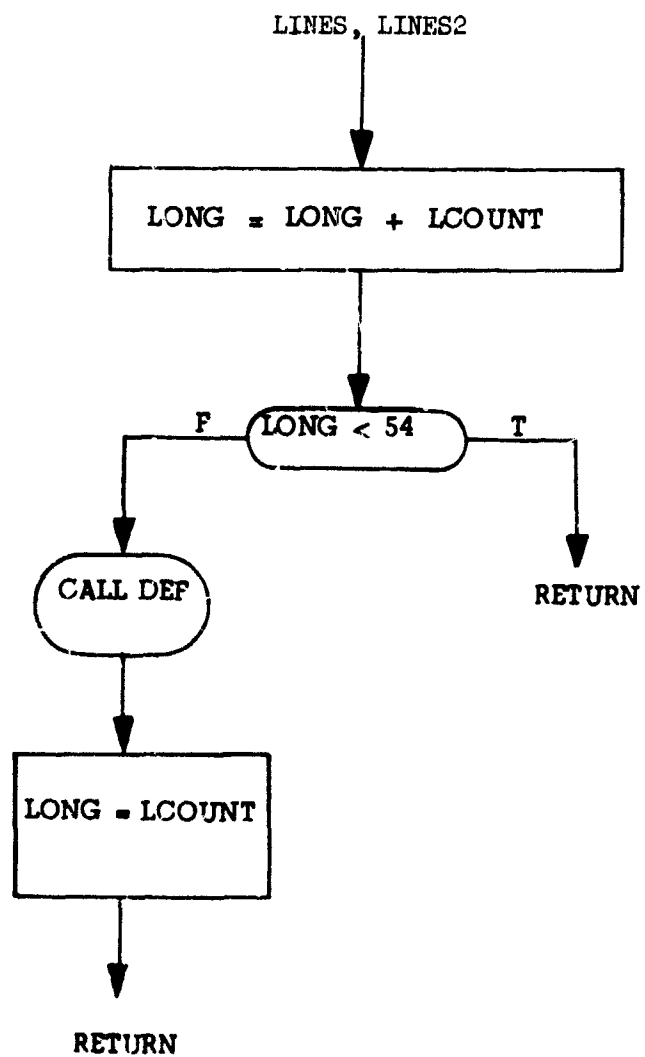 LINES, LINES2
LONG = LONG + LCOUNT
F
LONG < 54
T
CALL DEF
RETURN
LONG = LCOUNT
RETURN